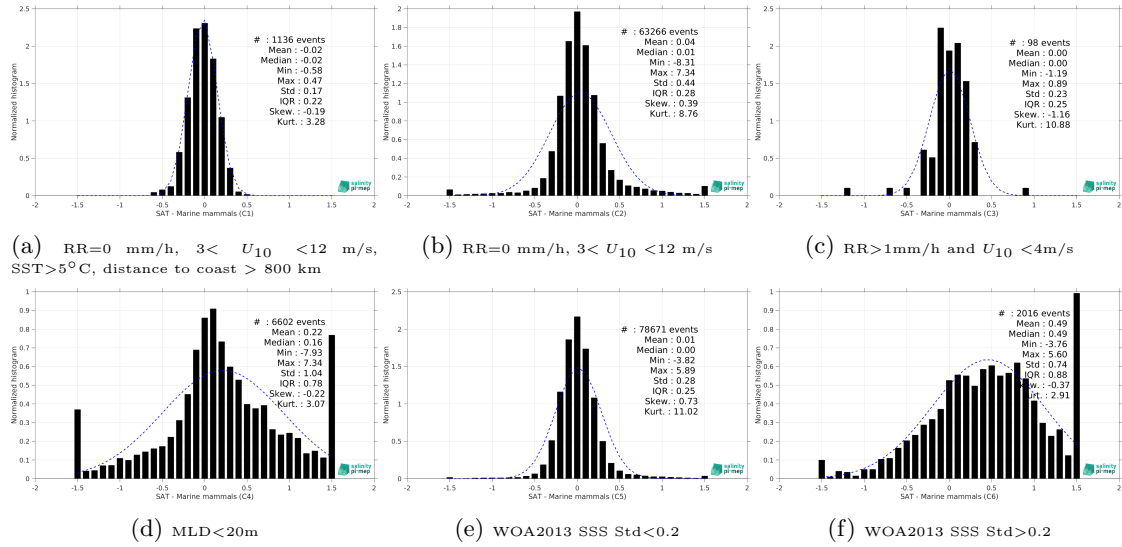 2.5
2
1.5
1
0.5
0
-2
-1.5
-1
-0.5
0
0.5
1
1.5
2
Normalized histogram
SAT - Marine mammals (C1)
# : 1136 events
Mean : -0.02
Median : -0.02
Min : -0.58
Max : 0.47
Std : 0.17
IQR : 0.22
Skew. : -0.19
Kurt. : 3.28
salinity
pi-mep
(a) RR=0 mm/h, 3< U10 <12 m/s,
SST>5°C, distance to coast > 800 km
2
1.8
1.6
1.4
1.2
1
0.8
0.6
0.4
0.2
0
-2
-1.5
-1
-0.5
0
0.5
1
1.5
2
Normalized histogram
SAT - Marine mammals (C2)
# : 63266 events
Mean : 0.04
Median : 0.01
Min : -8.31
Max : 7.34
Std : 0.44
IQR : 0.28
Skew. : 0.39
Kurt. : 8.76
salinity
pi-mep
(b) RR=0 mm/h, 3< U10 <12 m/s
2.5
2
1.5
1
0.5
0
-2
-1.5
-1
-0.5
0
0.5
1
1.5
2
Normalized histogram
SAT - Marine mammals (C3)
# : 98 events
Mean : 0.00
Median : 0.00
Min : -1.19
Max : 0.89
Std : 0.23
IQR : 0.25
Skew. : -1.16
Kurt. : 10.88
salinity
pi-mep
(c) RR>1mm/h and U10 <4m/s
1
0.9
0.8
0.7
0.6
0.5
0.4
0.3
0.2
0.1
0
-2
-1.5
-1
-0.5
0
0.5
1
1.5
2
Normalized histogram
SAT - Marine mammals (C4)
# : 6602 events
Mean : 0.22
Median : 0.16
Min : -7.93
Max : 7.34
Std : 1.04
IQR : 0.78
Skew. : -0.22
Kurt. : 3.07
salinity
pi-mep
(d) MLD<20m
2.5
2
1.5
1
0.5
0
-2
-1.5
-1
-0.5
0
0.5
1
1.5
2
Normalized histogram
SAT - Marine mammals (C5)
# : 78671 events
Mean : 0.01
Median : 0.00
Min : -3.82
Max : 5.89
Std : 0.28
IQR : 0.25
Skew. : 0.73
Kurt. : 11.02
salinity
pi-mep
(e) WOA2013 SSS Std<0.2
1
0.9
0.8
0.7
0.6
0.5
0.4
0.3
0.2
0.1
0
-2
-1.5
-1
-0.5
0
0.5
1
1.5
2
Normalized histogram
SAT - Marine mammals (C6)
# : 2016 events
Mean : 0.49
Median : 0.49
Min : -3.76
Max : 5.60
Std : 0.74
IQR : 0.88
Skew. : -0.37
Kurt. : 2.91
salinity
pi-mep
(f) WOA2013 SSS Std>0.2